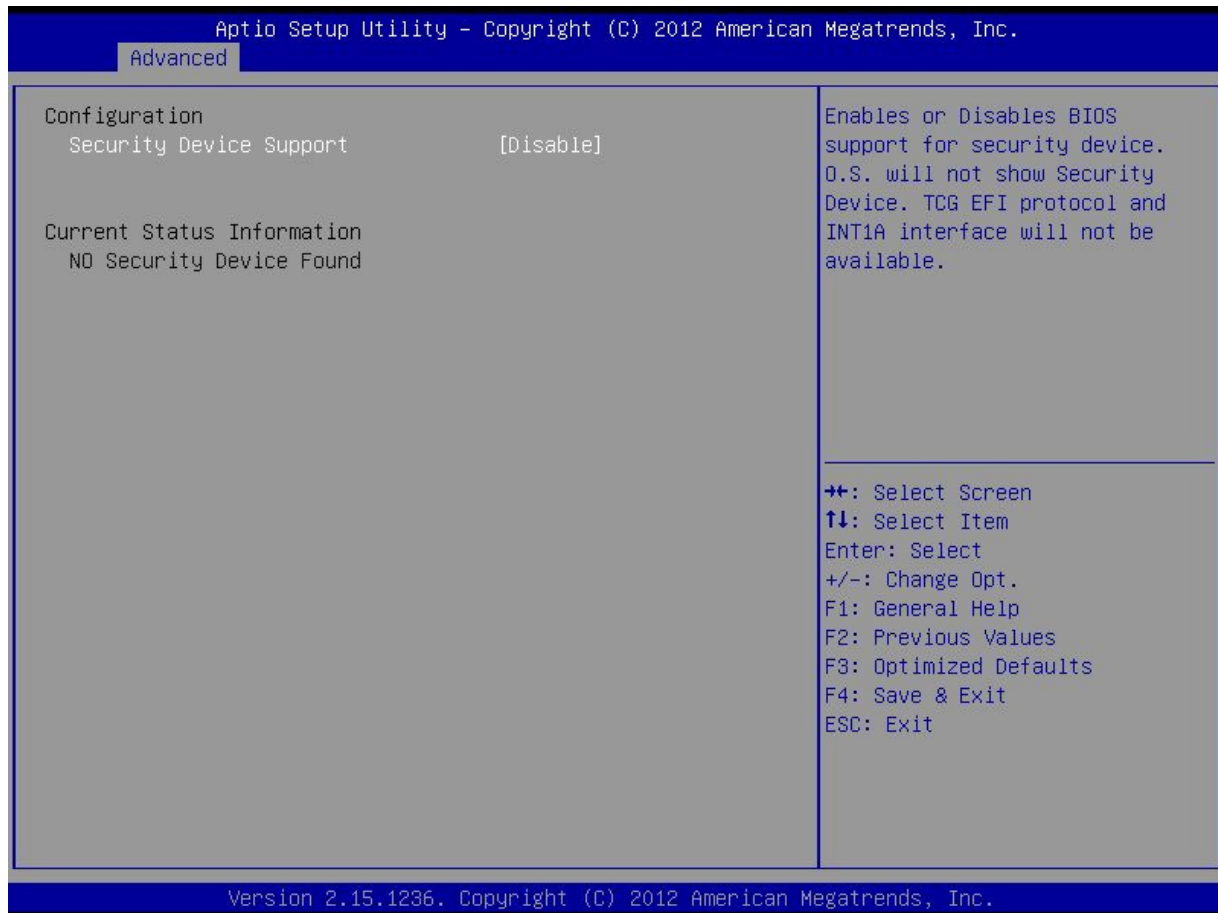 Aptio Setup Utility – Copyright (C) 2012 American Megatrends, Inc.
Advanced
Configuration
Security Device Support [Disable]
Current Status Information
NO Security Device Found
Enables or Disables BIOS
support for security device.
O.S. will not show Security
Device. TCG EFI protocol and
INT1A interface will not be
available.
→←: Select Screen
↑↓: Select Item
Enter: Select
+/-: Change Opt.
F1: General Help
F2: Previous Values
F3: Optimized Defaults
F4: Save & Exit
ESC: Exit
Version 2.15.1236. Copyright (C) 2012 American Megatrends, Inc.